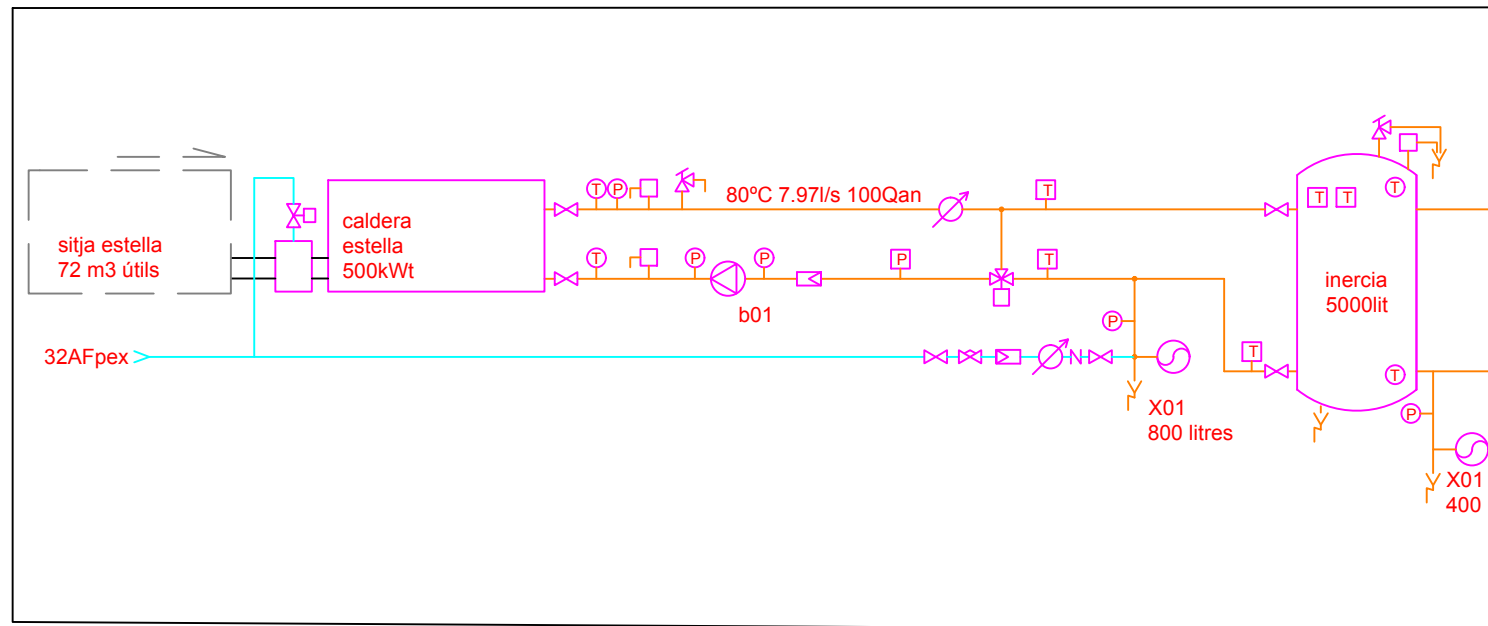 T
T
P
80ºC 7.97l/s 100Qan
T
T
T
T
sitja estella
72 m3 útils
caldera
estella
500kWt
T
P
P
P
T
inercia
5000lit
b01
P
32AFpex
N
T
T
X01
800 litres
P
X01
400